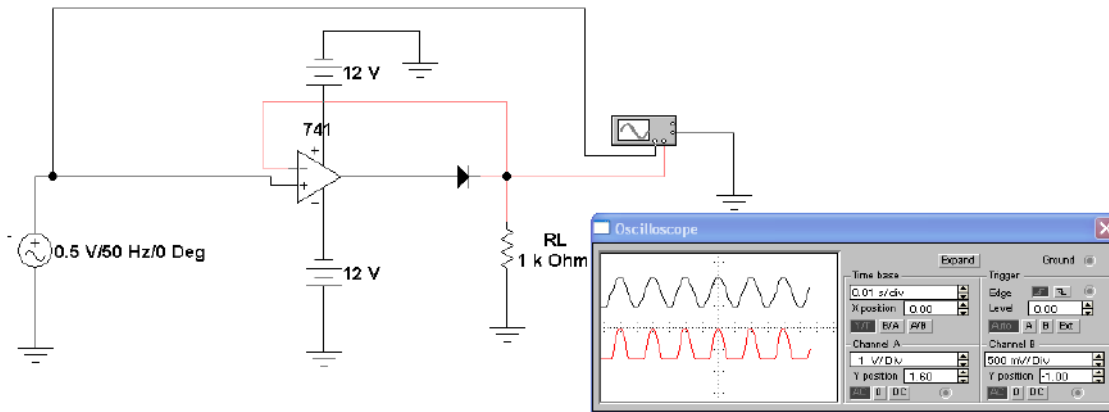 12 V
741
0.5 V/50 Hz/0 Deg
12 V
RL
1 k Ohm
Oscilloscope
Expand
Ground
Time base
Trigger
0.01 s/div
Edge
X position 0.00
Level 0.00
Y/T B/A A/B
Auto A B Ext
Channel A
Channel B
1 V/Div
500 mV/Div
Y position 1.60
Y position -1.00
AC 0 DC
AC 0 DC